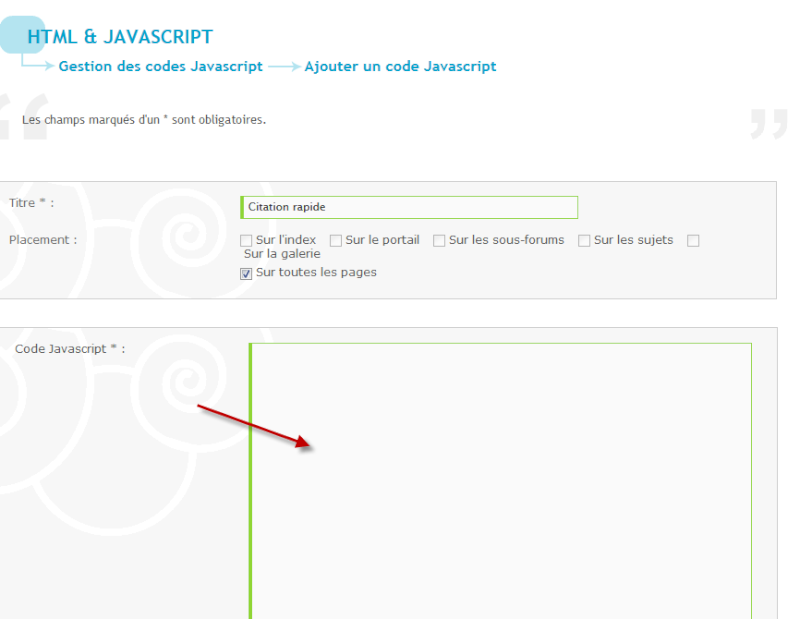 HTML & JAVASCRIPT
Gestion des codes Javascript Ajouter un code Javascript
Les champs marqués d'un * sont obligatoires.
Titre * :
Citation rapide
Placement :
Sur l'index Sur le portail Sur les sous-forums Sur les sujets
Sur la galerie
Sur toutes les pages
Code Javascript * :